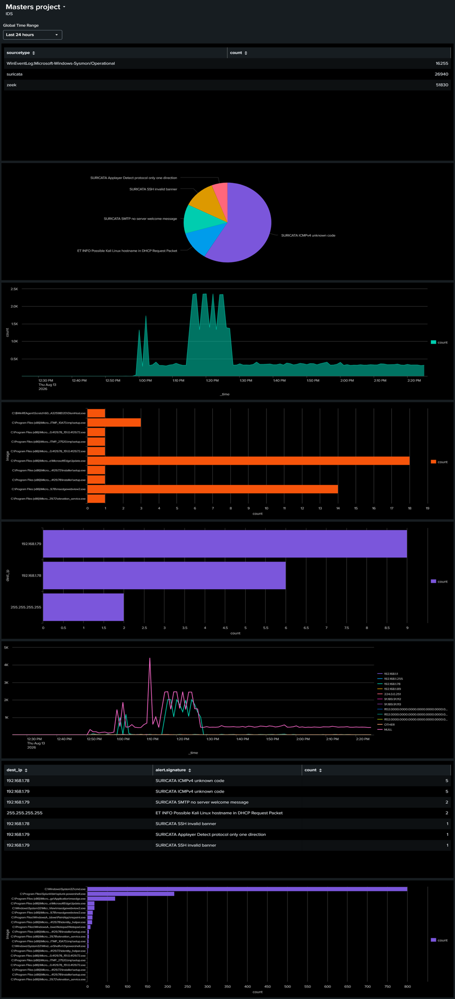 Masters project
IDS
Global Time Range
Last 24 hours
sourcetype count
WinEventLog:Microsoft-Windows-Sysmon/Operational 16255
suricata 26940
zeek 51830
SURICATA Applayer Detect protocol only one direction
SURICATA SSH invalid banner
SURICATA SMTP no server welcome message
SURICATA ICMPv4 unknown code
ET INFO Possible Kali Linux hostname in DHCP Request Packet
2.5K
2.0K
1.5K
1.0K
0.5K
count
count
12:30 PM 12:40 PM 12:50 PM 1:00 PM 1:10 PM 1:20 PM 1:30 PM 1:40 PM 1:50 PM 2:00 PM 2:10 PM 2:20 PM
Thu Aug 13
2026
_time
C:\$WinREAgent\Scratch\60...A32598D2D\DismHost.exe
C:\Program Files (x86)\Micro...ITMP_10A73.tmp\setup.exe
C:\Program Files (x86)\Micro...0.4129.78_151.0.4129.72.exe
C:\Program Files (x86)\Micro...ITMP_27520.tmp\setup.exe
C:\Program Files (x86)\Micro...0.4129.78_151.0.4129.72.exe
C:\Program Files (x86)\Micro...e\MicrosoftEdgeUpdate.exe
C:\Program Files (x86)\Micro....4129.72\Installer\setup.exe
C:\Program Files (x86)\Micro....4129.78\Installer\setup.exe
C:\Program Files (x86)\Micro...9.78\msedgewebview2.exe
C:\Program Files (x86)\Micro...29.72\elevation_service.exe
Image
count
0 1 2 3 4 5 6 7 8 9 10 11 12 13 14 15 16 17 18 19
count
192.168.1.79
192.168.1.78
255.255.255.255
dest_ip
count
0 0.5 1 1.5 2 2.5 3 3.5 4 4.5 5 5.5 6 6.5 7 7.5 8 8.5 9
count
5K
4K
3K
2K
1K
192.168.1.1
192.168.1.255
192.168.1.78
192.168.1.89
224.0.0.251
91.189.91.112
91.189.91.113
ff02:0000:0000:0000:0000:0000:0000:0...
ff02:0000:0000:0000:0000:0000:0000:0...
ff02:0000:0000:0000:0000:0000:0000:0...
OTHER
NULL
12:30 PM 12:40 PM 12:50 PM 1:00 PM 1:10 PM 1:20 PM 1:30 PM 1:40 PM 1:50 PM 2:00 PM 2:10 PM 2:20 PM
Thu Aug 13
2026
_time
dest_ip alert.signature count
192.168.1.78 SURICATA ICMPv4 unknown code 5
192.168.1.79 SURICATA ICMPv4 unknown code 5
192.168.1.79 SURICATA SMTP no server welcome message 2
255.255.255.255 ET INFO Possible Kali Linux hostname in DHCP Request Packet 2
192.168.1.78 SURICATA SSH invalid banner 1
192.168.1.79 SURICATA Applayer Detect protocol only one direction 1
192.168.1.79 SURICATA SSH invalid banner 1
C:\Windows\System32\cmd.exe
C:\Program Files\Splunk\bin\splunk-powershell.exe
C:\Program Files (x86)\Micro...ge\Application\msedge.exe
C:\Program Files (x86)\Micro...e\MicrosoftEdgeUpdate.exe
C:\Windows\System32\Micr...View\msedgewebview2.exe
C:\Program Files (x86)\Micro...9.78\msedgewebview2.exe
C:\Program Files\WindowsA...bbwe\PaintApp\mspaint.exe
C:\Program Files (x86)\Micro....4129.78\identity_helper.exe
C:\Program Files\WindowsA...bwe\Notepad\Notepad.exe
C:\Program Files (x86)\Micro....4129.78\Installer\setup.exe
C:\Program Files (x86)\Micro...29.78\elevation_service.exe
C:\Program Files (x86)\Micro...ITMP_10A73.tmp\setup.exe
C:\Windows\System32\Wind...erShell\v1.0\powershell.exe
C:\Program Files (x86)\Micro....4129.72\identity_helper.exe
C:\Program Files (x86)\Micro...0.4129.78_151.0.4129.72.exe
C:\Program Files (x86)\Micro...ITMP_27520.tmp\setup.exe
C:\Program Files (x86)\Micro...0.4129.78_151.0.4129.72.exe
C:\Program Files (x86)\Micro....4129.72\Installer\setup.exe
C:\Program Files (x86)\Micro....4129.78\Installer\setup.exe
C:\Program Files (x86)\Micro...29.72\elevation_service.exe
Image
count
0 50 100 150 200 250 300 350 400 450 500 550 600 650 700 750 800
count